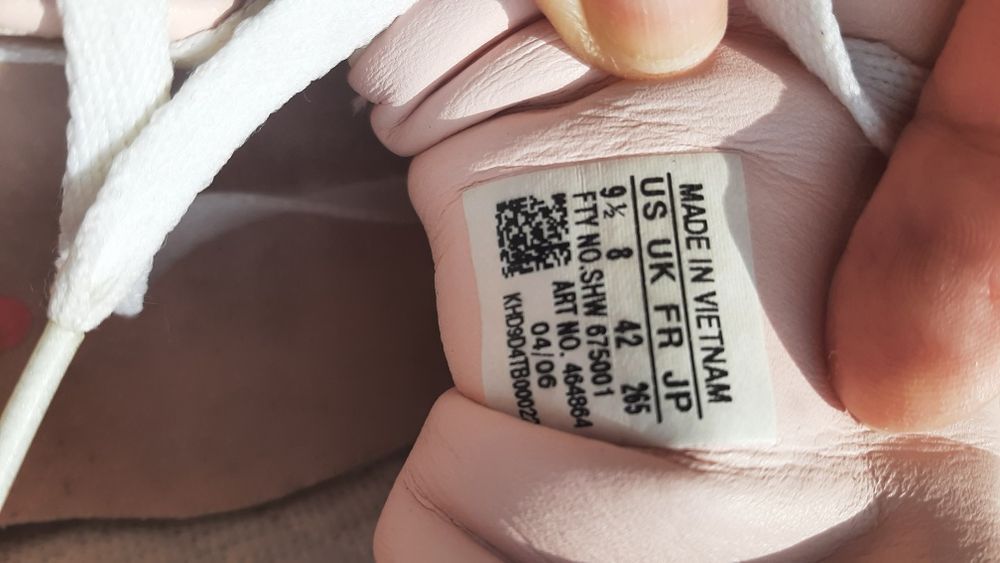 MADE IN VIETNAM
US UK FR JP
9½ 8 42 265
FTY NO.SHW 675001
ART NO. 464864
04/06